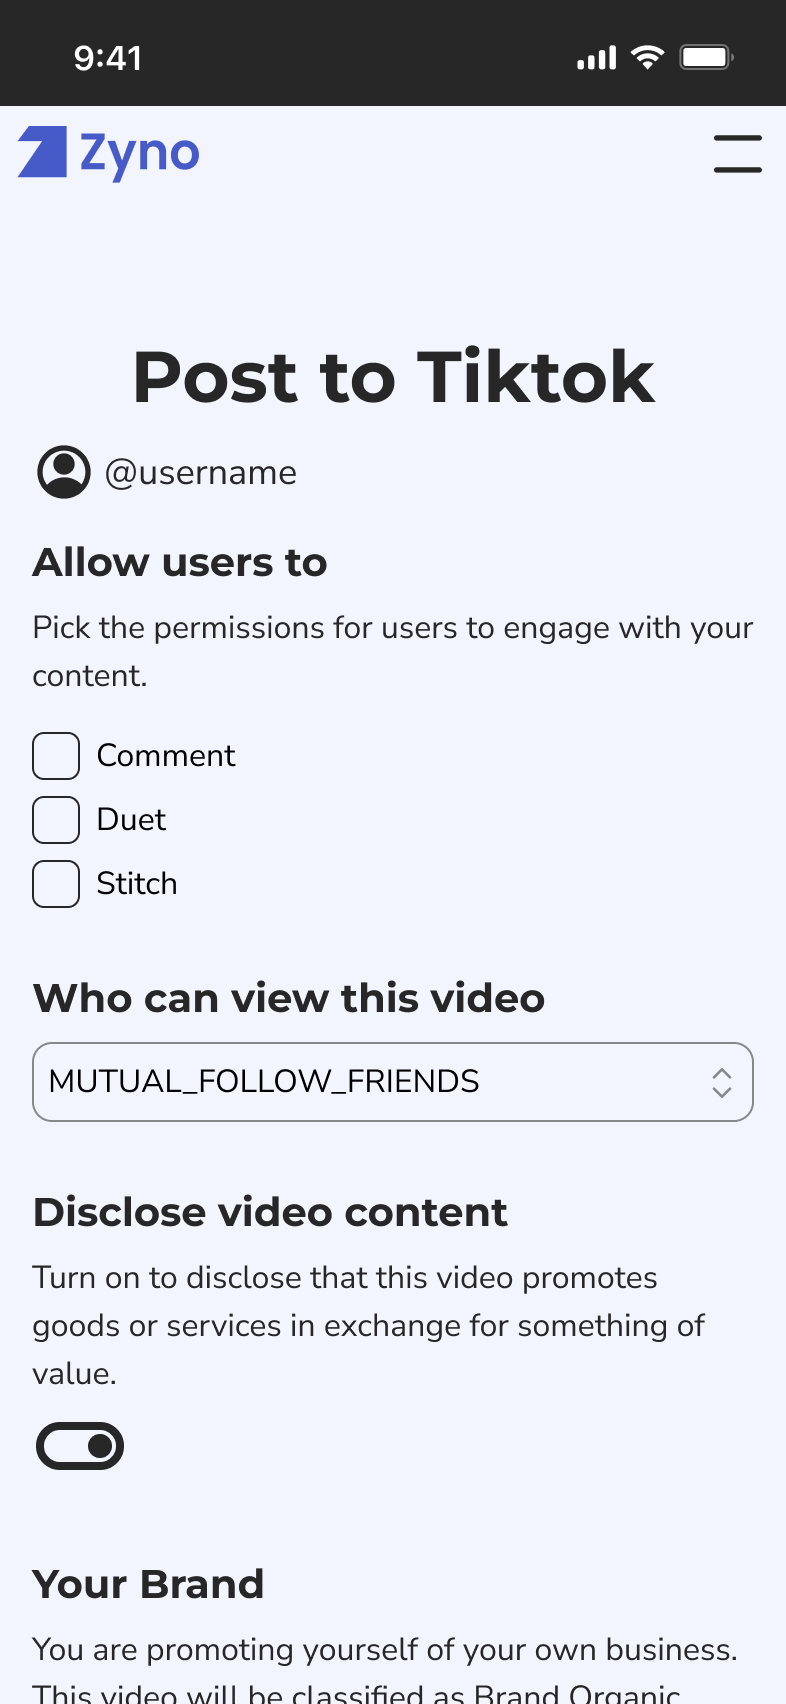 9:41
Zyno
Post to Tiktok
@username
Allow users to
Pick the permissions for users to engage with your
content.
Comment
Duet
Stitch
Who can view this video
MUTUAL_FOLLOW_FRIENDS
Disclose video content
Turn on to disclose that this video promotes
goods or services in exchange for something of
value.
Your Brand
You are promoting yourself of your own business.
This video will be classified as Brand Organic